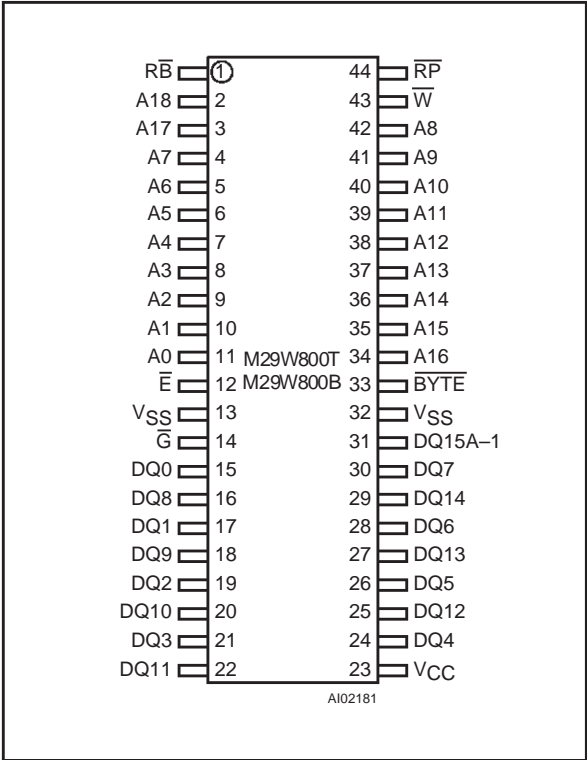 RB̅ 1 44 R̅P̅
A18 2 43 W̅
A17 3 42 A8
A7 4 41 A9
A6 5 40 A10
A5 6 39 A11
A4 7 38 A12
A3 8 37 A13
A2 9 36 A14
A1 10 35 A15
A0 11 M29W800T 34 A16
E̅ 12 M29W800B 33 B̅Y̅T̅E̅
VSS 13 32 VSS
G̅ 14 31 DQ15A–1
DQ0 15 30 DQ7
DQ8 16 29 DQ14
DQ1 17 28 DQ6
DQ9 18 27 DQ13
DQ2 19 26 DQ5
DQ10 20 25 DQ12
DQ3 21 24 DQ4
DQ11 22 23 VCC
AI02181